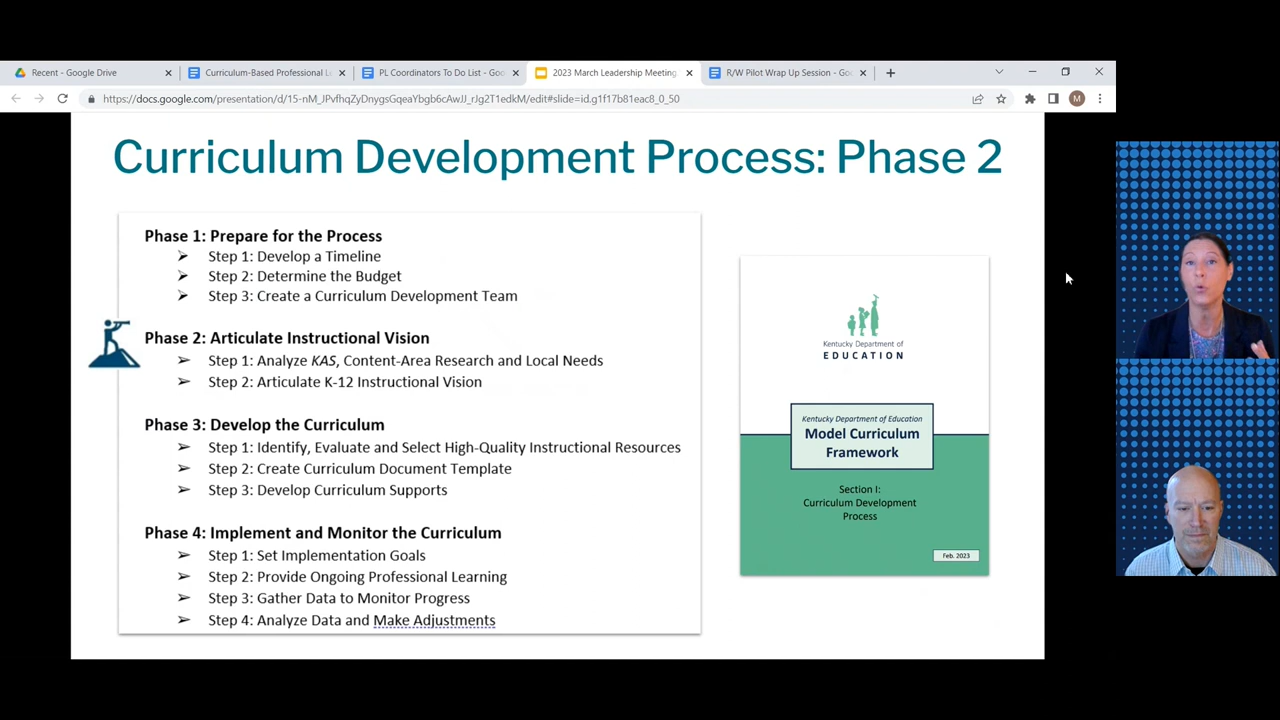 Recent - Google Drive
Curriculum-Based Professional L
PL Coordinators To Do List - Goo
2023 March Leadership Meeting
R/W Pilot Wrap Up Session - Go
https://docs.google.com/presentation/d/15-nM_JPvfhqZyDnygsGqeaYbgb6cAwJJ_rJg2T1edkM/edit#slide=id.g1f17b81eac8_0_50
M
Curriculum Development Process: Phase 2
Phase 1: Prepare for the Process
Step 1: Develop a Timeline
Step 2: Determine the Budget
Step 3: Create a Curriculum Development Team
Phase 2: Articulate Instructional Vision
Step 1: Analyze KAS, Content-Area Research and Local Needs
Step 2: Articulate K-12 Instructional Vision
Phase 3: Develop the Curriculum
Step 1: Identify, Evaluate and Select High-Quality Instructional Resources
Step 2: Create Curriculum Document Template
Step 3: Develop Curriculum Supports
Phase 4: Implement and Monitor the Curriculum
Step 1: Set Implementation Goals
Step 2: Provide Ongoing Professional Learning
Step 3: Gather Data to Monitor Progress
Step 4: Analyze Data and Make Adjustments
Kentucky Department of
EDUCATION
Kentucky Department of Education
Model Curriculum
Framework
Section I:
Curriculum Development
Process
Feb. 2023